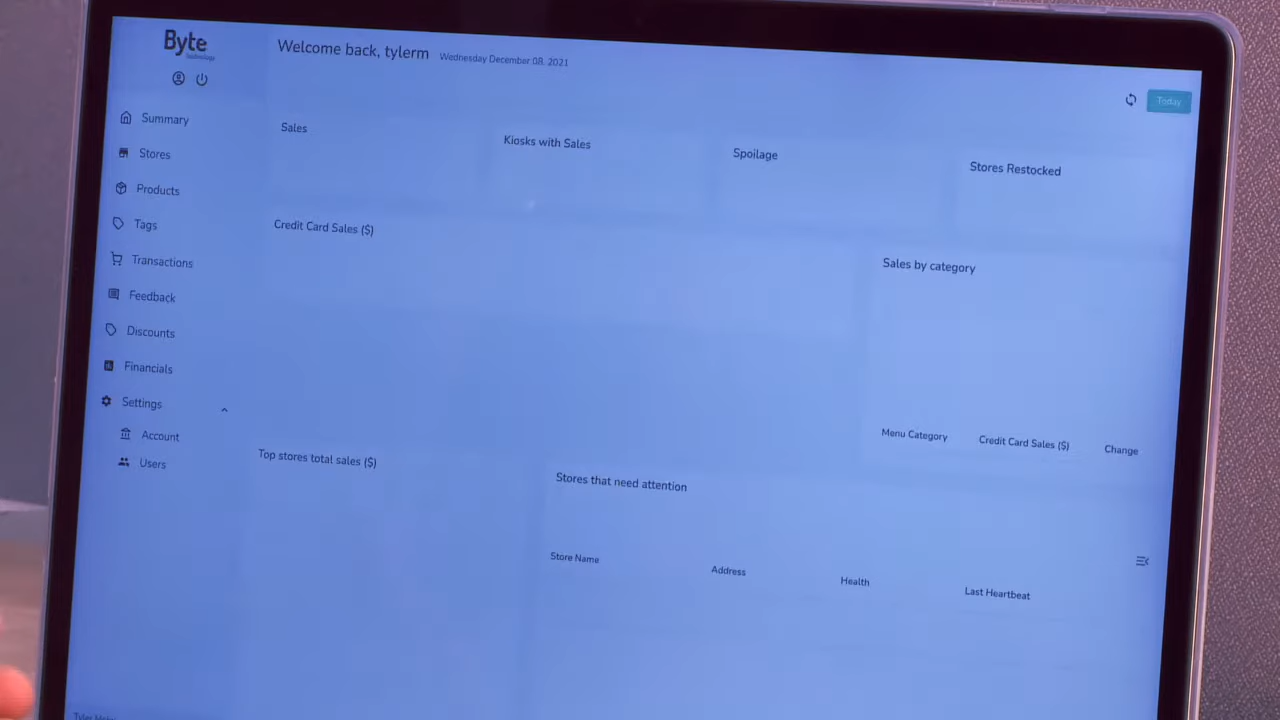 Byte
Technology
Welcome back, tylerm Wednesday December 08, 2021
Today
Summary
Stores
Products
Tags
Transactions
Feedback
Discounts
Financials
Settings
Account
Users
Sales
Kiosks with Sales
Spoilage
Stores Restocked
Credit Card Sales ($)
Sales by category
Menu Category Credit Card Sales ($) Change
Top stores total sales ($)
Stores that need attention
Store Name Address Health Last Heartbeat
Tyler